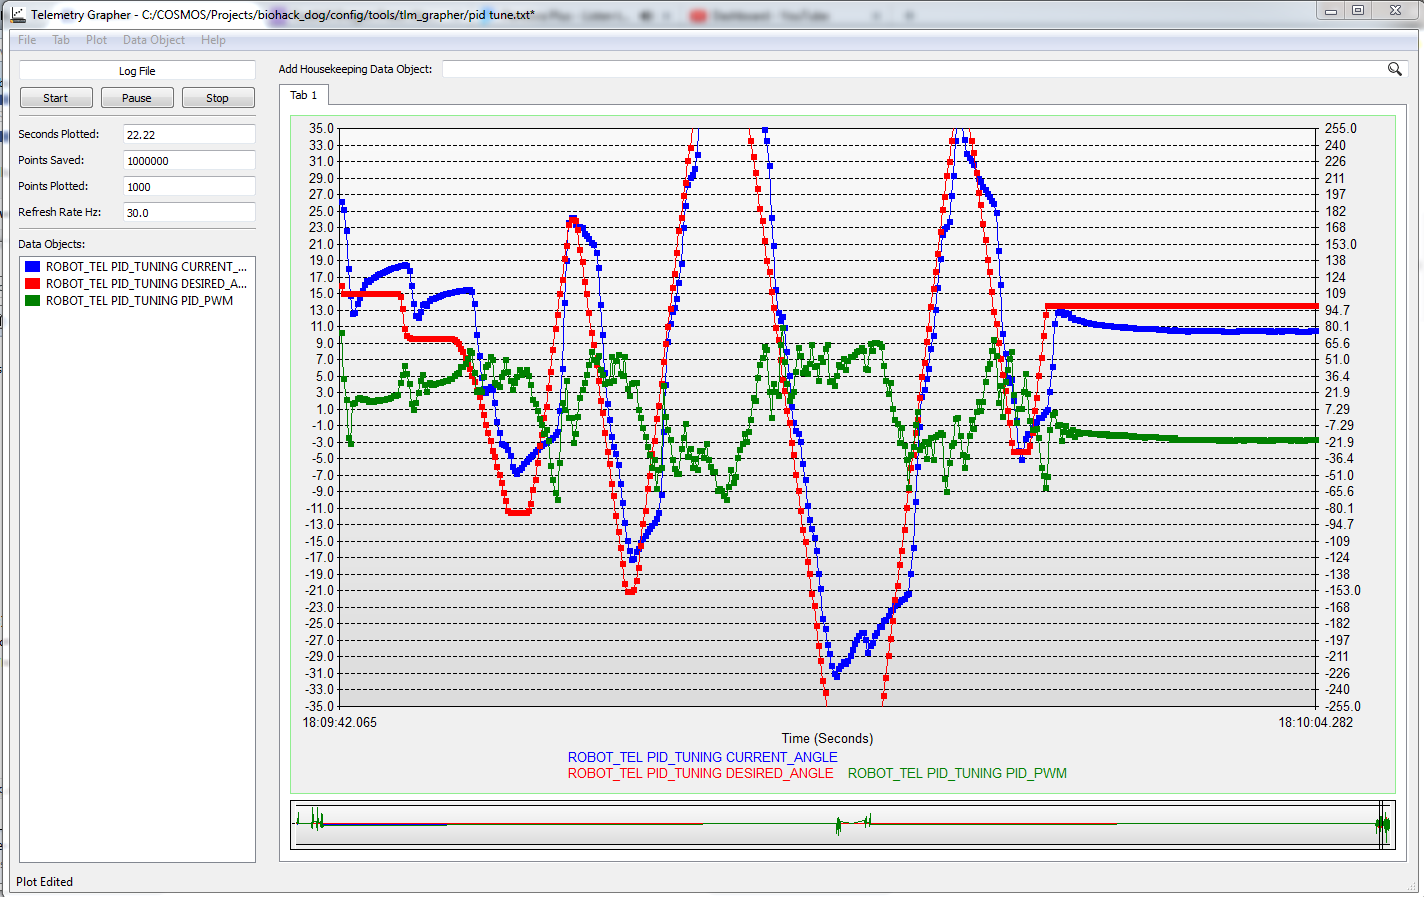 Telemetry Grapher - C:/COSMOS/Projects/biohack_dog/config/tools/tlm_grapher/pid tune.txt*
File Tab Plot Data Object Help
Log File
Add Housekeeping Data Object:
Start Pause Stop
Tab 1
Seconds Plotted: 22.22
Points Saved: 1000000
Points Plotted: 1000
Refresh Rate Hz: 30.0
Data Objects:
ROBOT_TEL PID_TUNING CURRENT_...
ROBOT_TEL PID_TUNING DESIRED_A...
ROBOT_TEL PID_TUNING PID_PWM
35.0 255.0
33.0 240
31.0 226
29.0 211
27.0 197
25.0 182
23.0 168
21.0 153.0
19.0 138
17.0 124
15.0 109
13.0 94.7
11.0 80.1
9.0 65.6
7.0 51.0
5.0 36.4
3.0 21.9
1.0 7.29
-1.0 -7.29
-3.0 -21.9
-5.0 -36.4
-7.0 -51.0
-9.0 -65.6
-11.0 -80.1
-13.0 -94.7
-15.0 -109
-17.0 -124
-19.0 -138
-21.0 -153.0
-23.0 -168
-25.0 -182
-27.0 -197
-29.0 -211
-31.0 -226
-33.0 -240
-35.0 -255.0
18:09:42.065 18:10:04.282
Time (Seconds)
ROBOT_TEL PID_TUNING CURRENT_ANGLE
ROBOT_TEL PID_TUNING DESIRED_ANGLE ROBOT_TEL PID_TUNING PID_PWM
Plot Edited